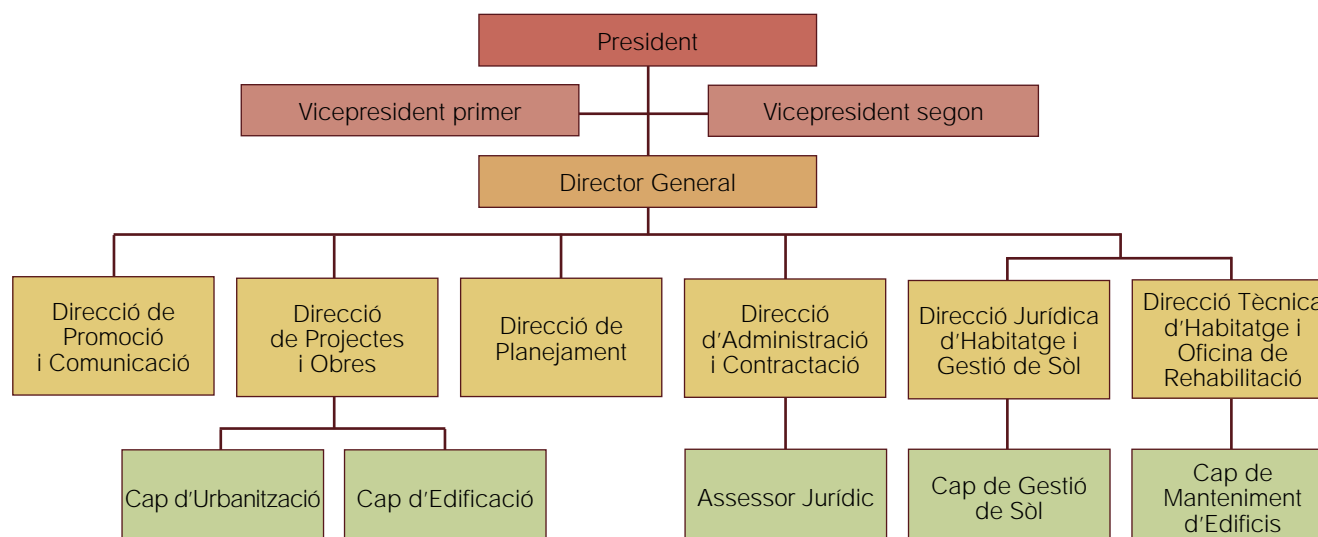 President
Vicepresident primer
Vicepresident segon
Director General
Direcció de
Promoció
i Comunicació
Direcció
de Projectes
i Obres
Direcció de
Planejament
Direcció
d'Administració
i Contractació
Direcció Jurídica
d'Habitatge i
Gestió de Sòl
Direcció Tècnica
d'Habitatge i
Oficina de
Rehabilitació
Cap d'Urbanització
Cap d'Edificació
Assessor Jurídic
Cap de Gestió
de Sòl
Cap de
Manteniment
d'Edificis